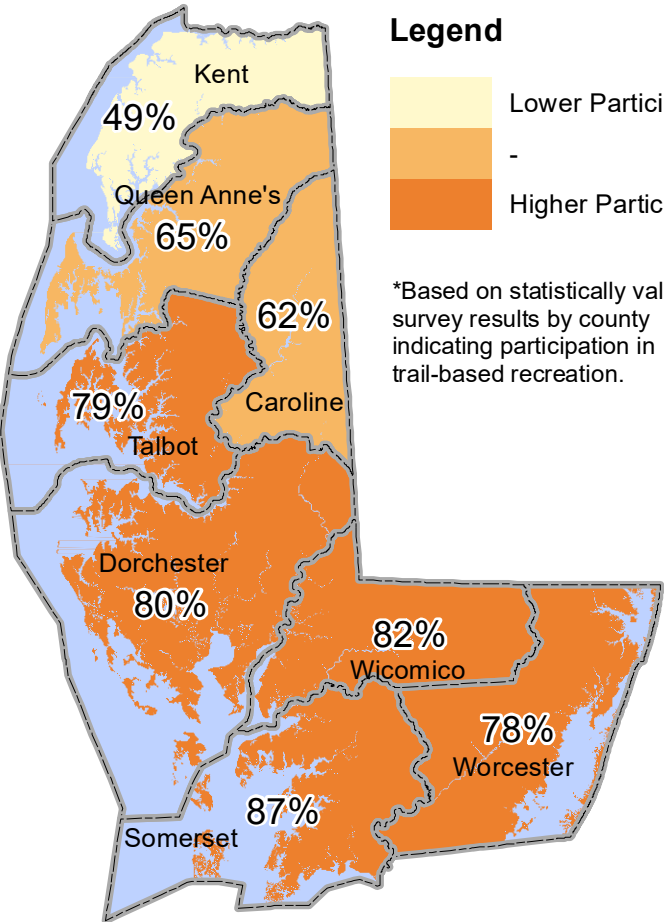 Legend
Lower Partici
-
Higher Partic
*Based on statistically val
survey results by county
indicating participation in
trail-based recreation.
Kent
49%
Queen Anne's
65%
62%
Caroline
79%
Talbot
Dorchester
80%
82%
Wicomico
78%
Worcester
87%
Somerset